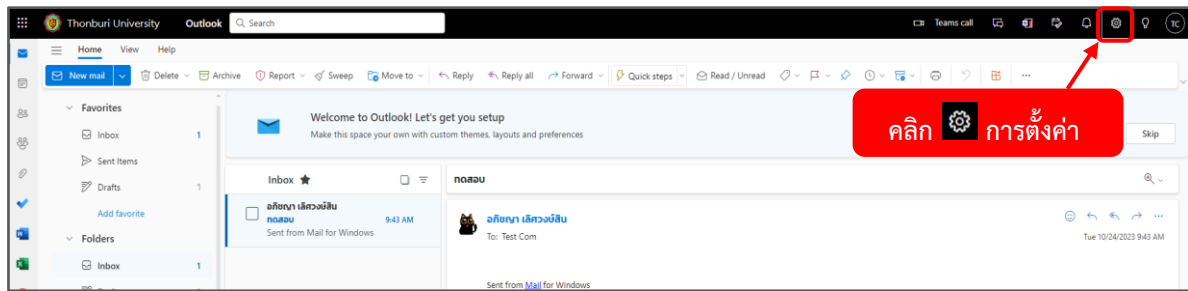 Thonburi University Outlook Search Teams call TC
Home View Help
New mail Delete Archive Report Sweep Move to Reply Reply all Forward Quick steps Read / Unread
Favorites
Inbox 1
Sent Items
Drafts 1
Add favorite
Folders
Inbox 1
Welcome to Outlook! Let's get you setup
Make this space your own with custom themes, layouts and preferences
Skip
คลิก การตั้งค่า
Inbox
อภิชญา เลิศวงษ์สิน
ทดสอบ 9:43 AM
Sent from Mail for Windows
ทดสอบ
อภิชญา เลิศวงษ์สิน
To: Test Com
Tue 10/24/2023 9:43 AM
Sent from Mail for Windows